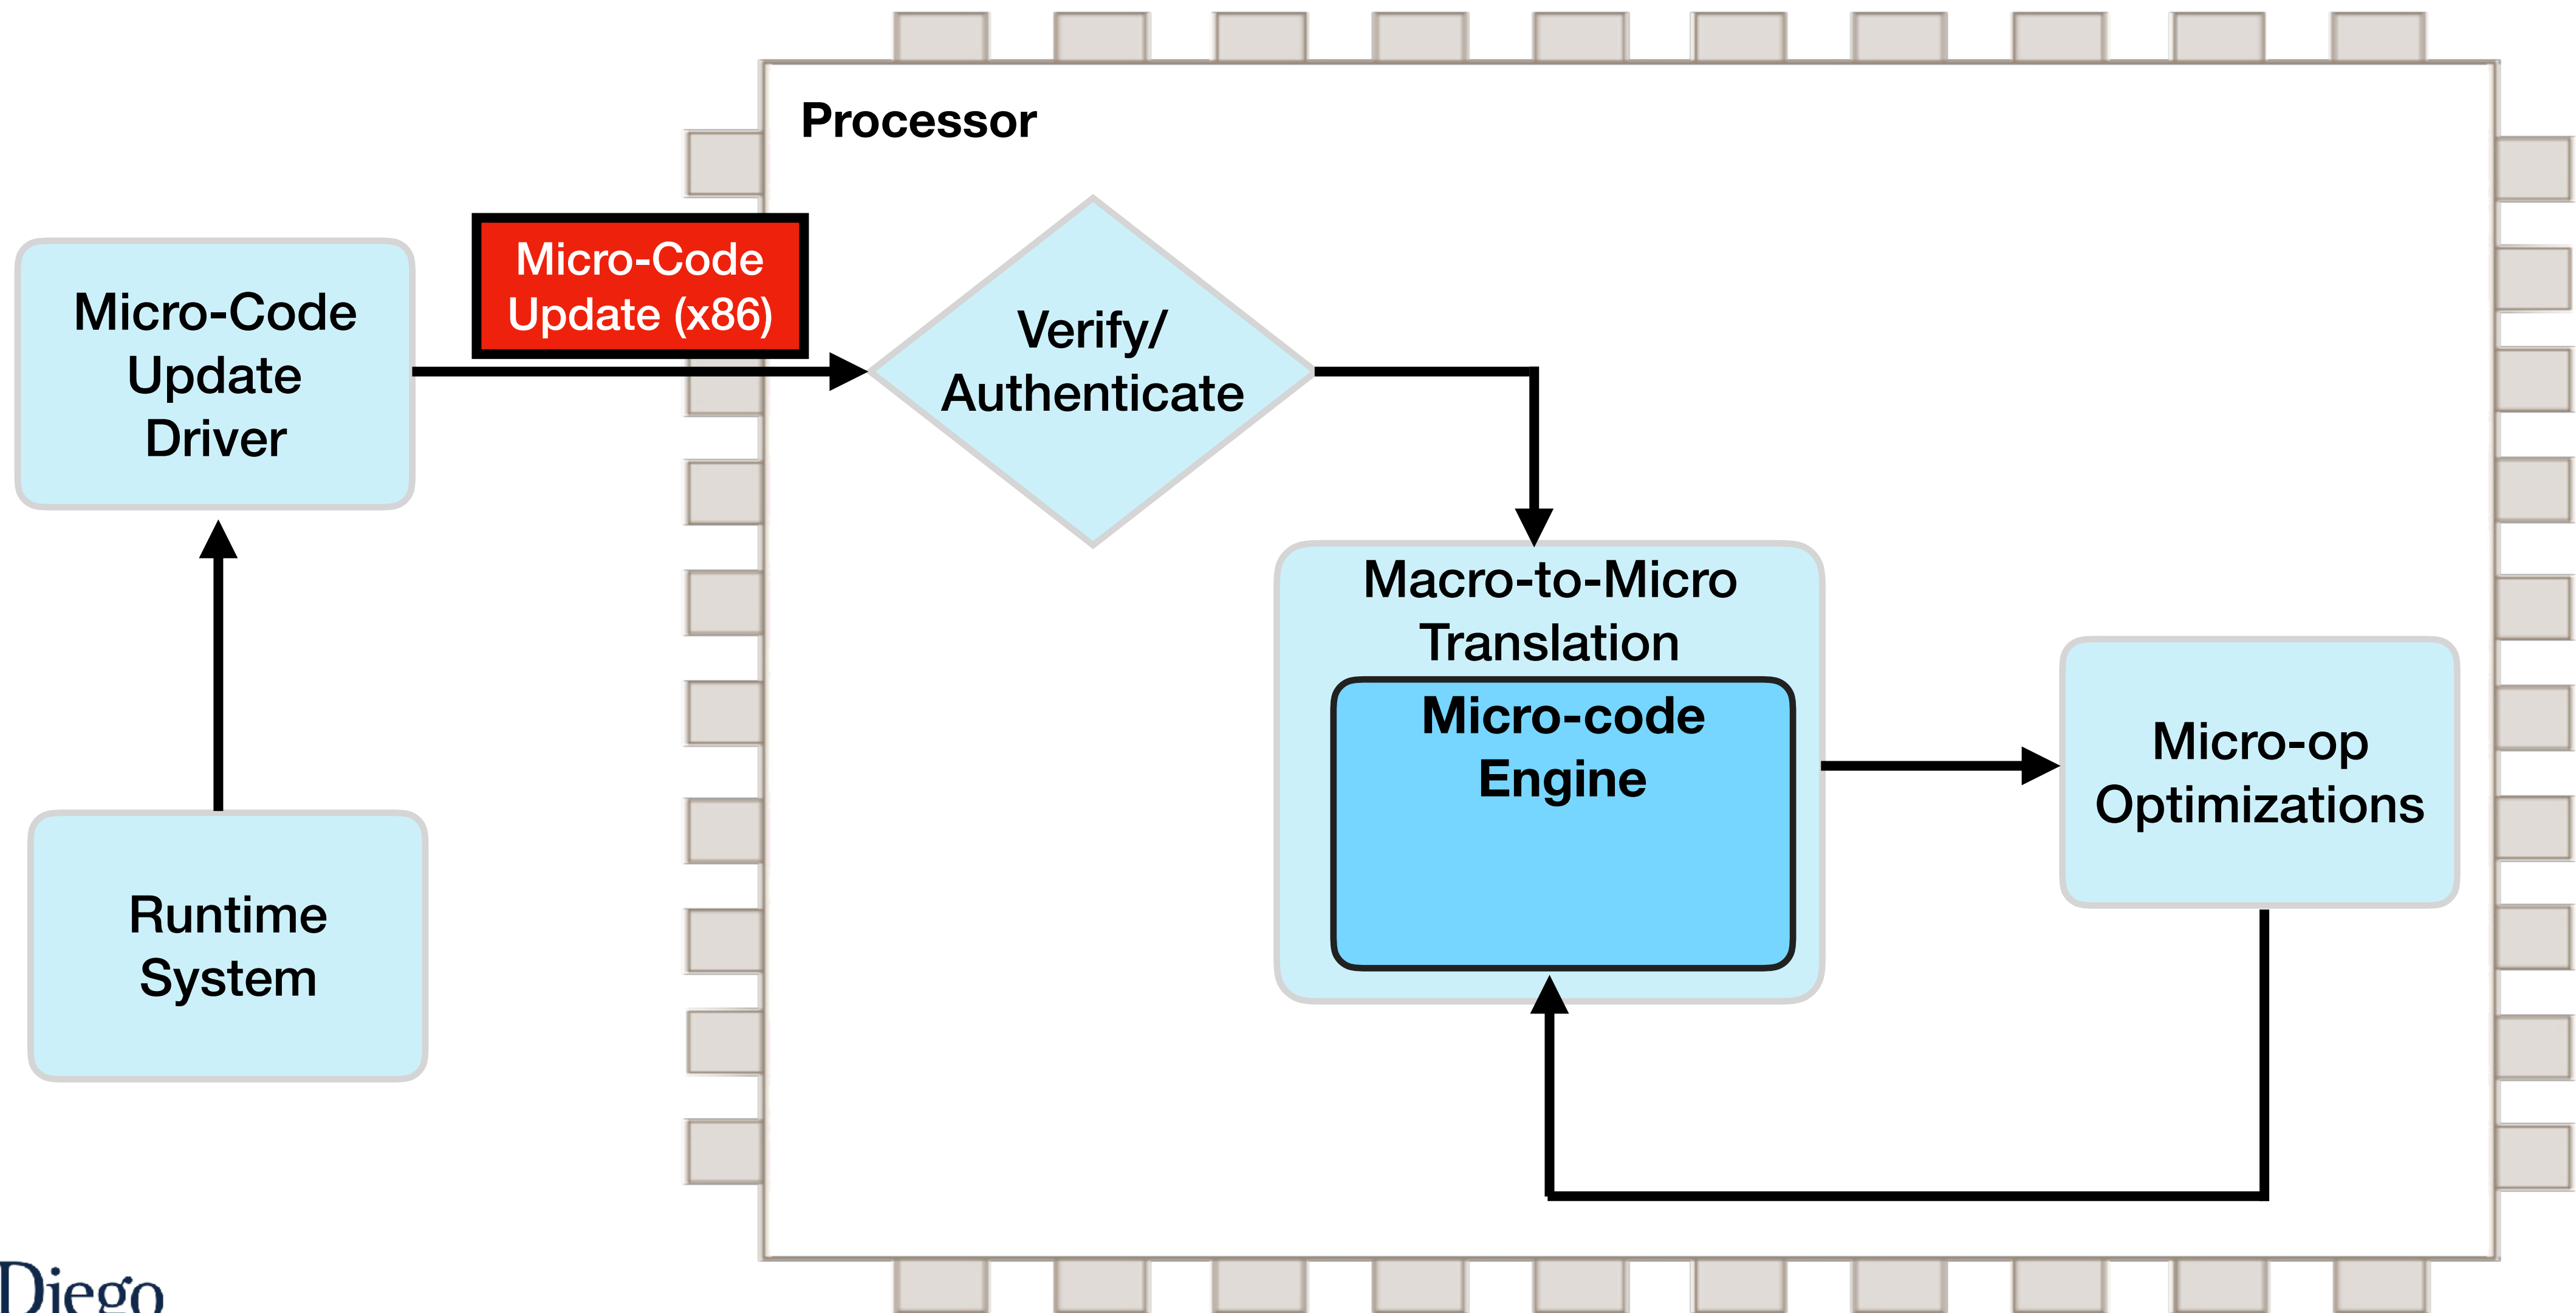 Processor
Micro-Code
Update (x86)
Micro-Code
Update
Driver
Verify/
Authenticate
Macro-to-Micro
Translation
Micro-code
Engine
Micro-op
Optimizations
Runtime
System
Diego